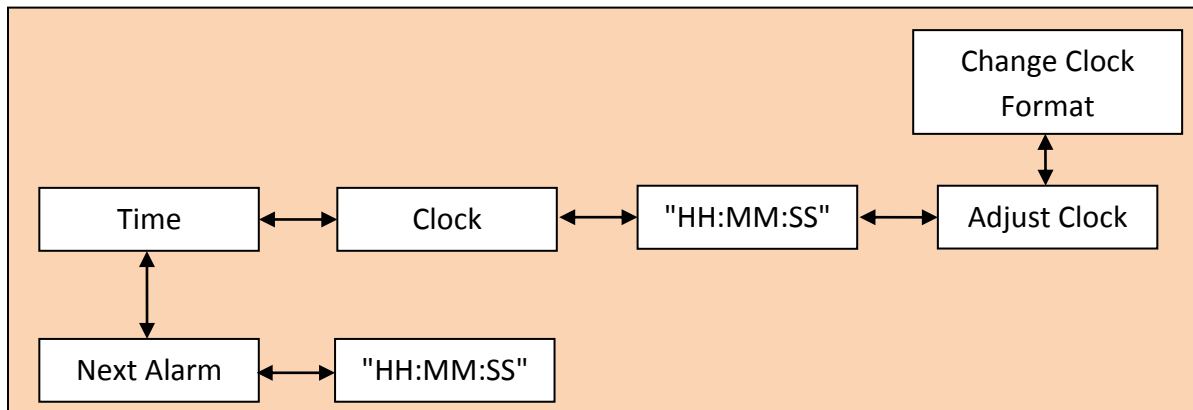 Change Clock
Format
Time
Clock
"HH:MM:SS"
Adjust Clock
Next Alarm
"HH:MM:SS"